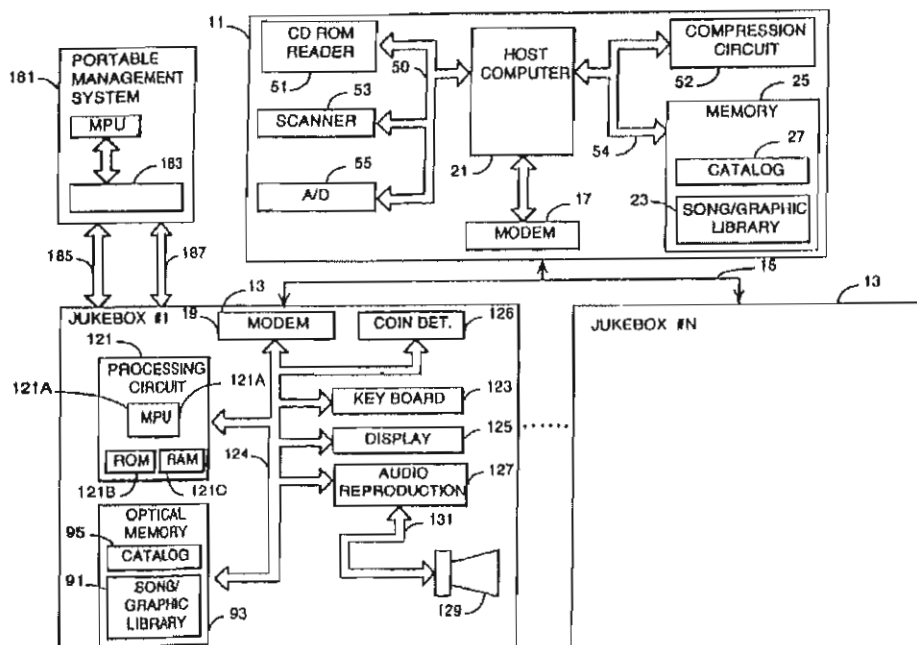 11
CD ROM
READER
51
50
53
SCANNER
55
A/D
HOST
COMPUTER
21
17
MODEM
COMPRESSION
CIRCUIT
52
25
MEMORY
54
27
CATALOG
23
SONG/GRAPHIC
LIBRARY
181
PORTABLE
MANAGEMENT
SYSTEM
MPU
183
185
187
15
13
JUKEBOX #1
19
MODEM
COIN DET.
126
121
PROCESSING
CIRCUIT
121A
121A
MPU
ROM
RAM
121B
121C
124
KEY BOARD
123
DISPLAY
125
AUDIO
REPRODUCTION
127
131
129
OPTICAL
MEMORY
95
CATALOG
91
SONG/
GRAPHIC
LIBRARY
93
13
JUKEBOX #N